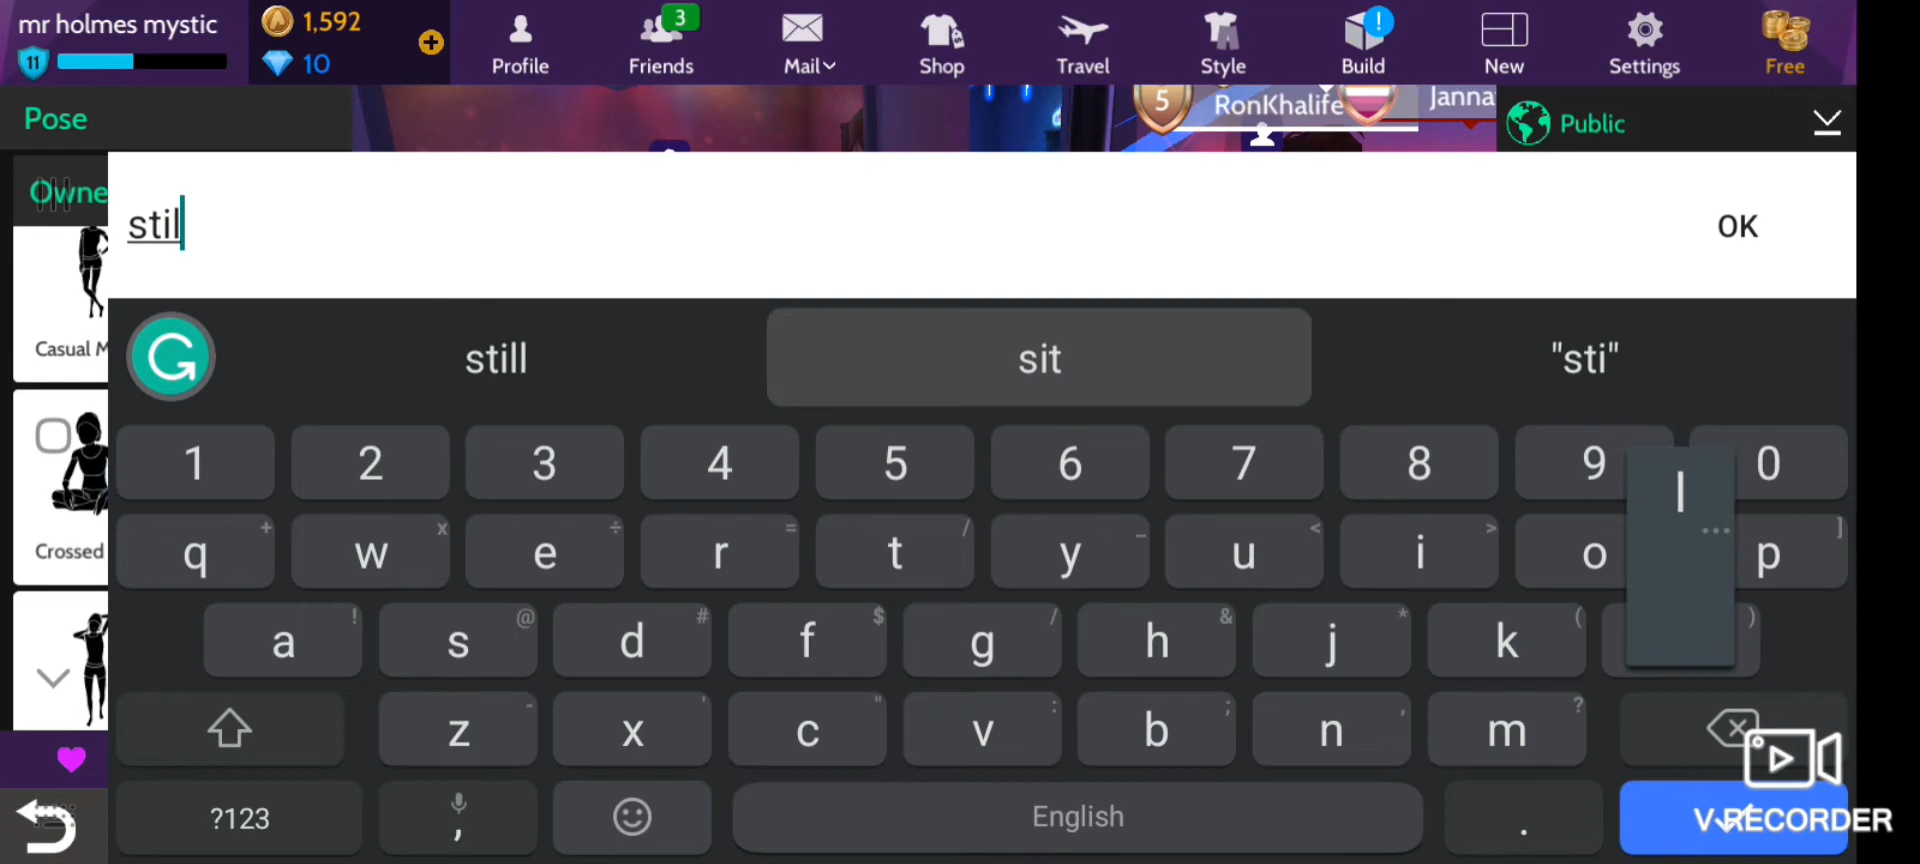 mr holmes mystic
11
1,592
10
Profile
3
Friends
Mail
Shop
Travel
Style
!
Build
New
Settings
Free
Pose
5
RonKhalife
Janna
Public
Owne
stil
OK
Casual M
still
sit
"sti"
1 2 3 4 5 6 7 8 9 0
q + w x e ÷ r = t / y _ u < i > o l ... p ]
Crossed
a ! s @ d # f $ g / h & j * k ( )
z - x ' c " v : b ; n , m ?
?123
,
English
.
V RECORDER